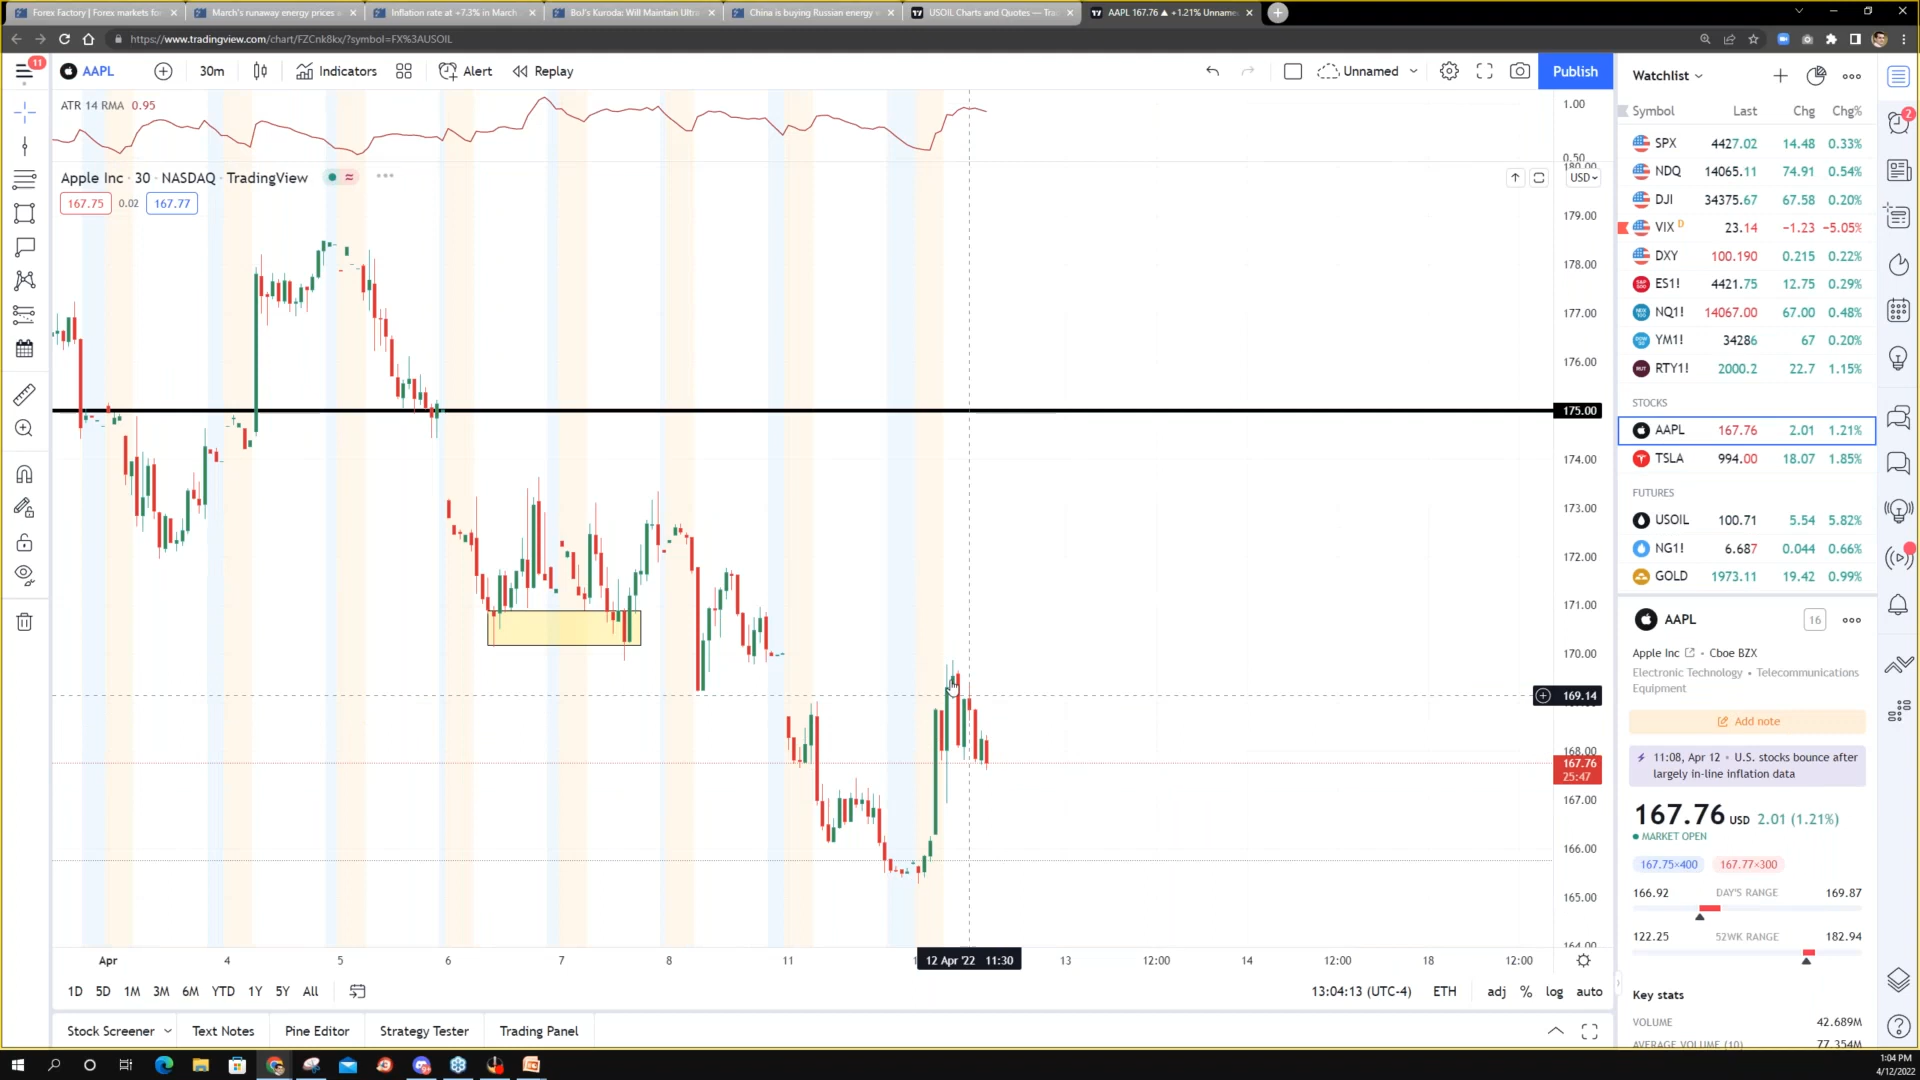 Forex Factory | Forex markets for
March's runaway energy prices a
Inflation rate at +7.3% in March
BoJ's Kuroda: Will Maintain Ultra
China is buying Russian energy w
USOIL Charts and Quotes — Tra
AAPL 167.76 ▲ +1.21% Unname
https://www.tradingview.com/chart/FZCnk8kx/?symbol=FX%3AUSOIL
11
AAPL
30m
Indicators
Alert
Replay
Unnamed
Publish
ATR 14 RMA 0.95
Apple Inc · 30 · NASDAQ · TradingView
167.75
0.02
167.77
1.00
0.50
180.00
USD
179.00
178.00
177.00
176.00
175.00
174.00
173.00
172.00
171.00
170.00
169.14
168.00
167.76
25:47
167.00
166.00
165.00
164.00
Apr
4
5
6
7
8
11
12 Apr '22 11:30
13
12:00
14
12:00
18
12:00
1D 5D 1M 3M 6M YTD 1Y 5Y All
13:04:13 (UTC-4)
ETH
adj % log auto
Stock Screener
Text Notes
Pine Editor
Strategy Tester
Trading Panel
Watchlist
Symbol Last Chg Chg%
SPX 4427.02 14.48 0.33%
NDQ 14065.11 74.91 0.54%
DJI 34375.67 67.58 0.20%
VIX D 23.14 −1.23 −5.05%
DXY 100.190 0.215 0.22%
ES1! 4421.75 12.75 0.29%
NQ1! 14067.00 67.00 0.48%
YM1! 34286 67 0.20%
RTY1! 2000.2 22.7 1.15%
STOCKS
AAPL 167.76 2.01 1.21%
TSLA 994.00 18.07 1.85%
FUTURES
USOIL 100.71 5.54 5.82%
NG1! 6.687 0.044 0.66%
GOLD 1973.11 19.42 0.99%
AAPL
16
Apple Inc • Cboe BZX
Electronic Technology • Telecommunications
Equipment
Add note
11:08, Apr 12 • U.S. stocks bounce after
largely in-line inflation data
167.76 USD 2.01 (1.21%)
MARKET OPEN
167.75×400
167.77×300
166.92 DAY'S RANGE 169.87
122.25 52WK RANGE 182.94
Key stats
VOLUME 42.689M
AVERAGE VOLUME (10) 77.354M
2
1:04 PM
4/12/2022